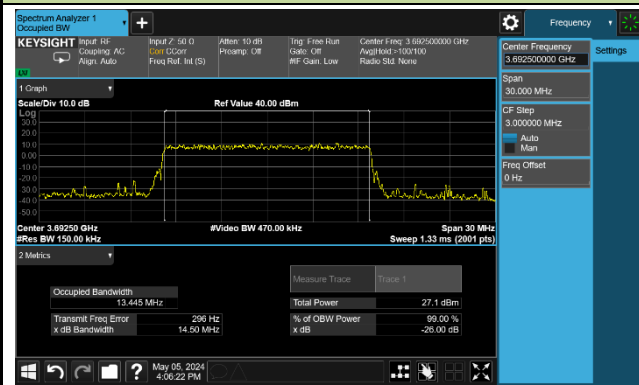 Spectrum Analyzer 1
Occupied BW
+
Frequency
KEYSIGHT
Input: RF
Coupling: AC
Align: Auto
Input Z: 50 Ω
Corr CCorr
Freq Ref: Int (S)
Atten: 10 dB
Preamp: Off
Trig: Free Run
Gate: Off
#IF Gain: Low
Center Freq: 3.692500000 GHz
Avg|Hold:>100/100
Radio Std: None
Center Frequency
3.692500000 GHz
Settings
Span
30.000 MHz
CF Step
3.000000 MHz
Auto
Man
Freq Offset
0 Hz
1 Graph
Scale/Div 10.0 dB
Ref Value 40.00 dBm
Log
30.0
20.0
10.0
0.00
-10.0
-20.0
-30.0
-40.0
-50.0
Center 3.69250 GHz
#Video BW 470.00 kHz
Span 30 MHz
#Res BW 150.00 kHz
Sweep 1.33 ms (2001 pts)
2 Metrics
Measure Trace
Trace 1
Occupied Bandwidth
13.445 MHz
Total Power
27.1 dBm
Transmit Freq Error
296 Hz
% of OBW Power
99.00 %
x dB Bandwidth
14.50 MHz
x dB
-26.00 dB
?
May 05, 2024
4:06:22 PM